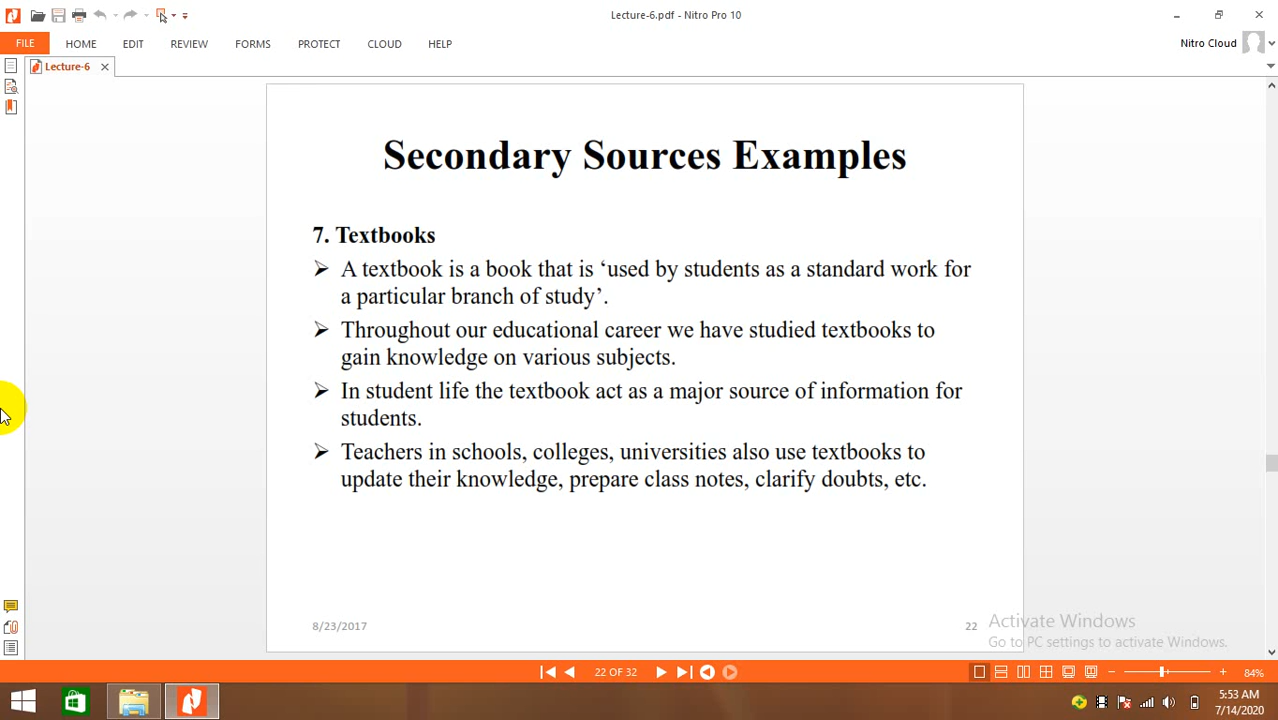 Lecture-6.pdf - Nitro Pro 10
FILE HOME EDIT REVIEW FORMS PROTECT CLOUD HELP Nitro Cloud
Lecture-6
Secondary Sources Examples
7. Textbooks
➢ A textbook is a book that is ‘used by students as a standard work for
a particular branch of study’.
➢ Throughout our educational career we have studied textbooks to
gain knowledge on various subjects.
➢ In student life the textbook act as a major source of information for
students.
➢ Teachers in schools, colleges, universities also use textbooks to
update their knowledge, prepare class notes, clarify doubts, etc.
8/23/2017 22
Activate Windows
Go to PC settings to activate Windows.
22 OF 32 84%
5:53 AM
7/14/2020